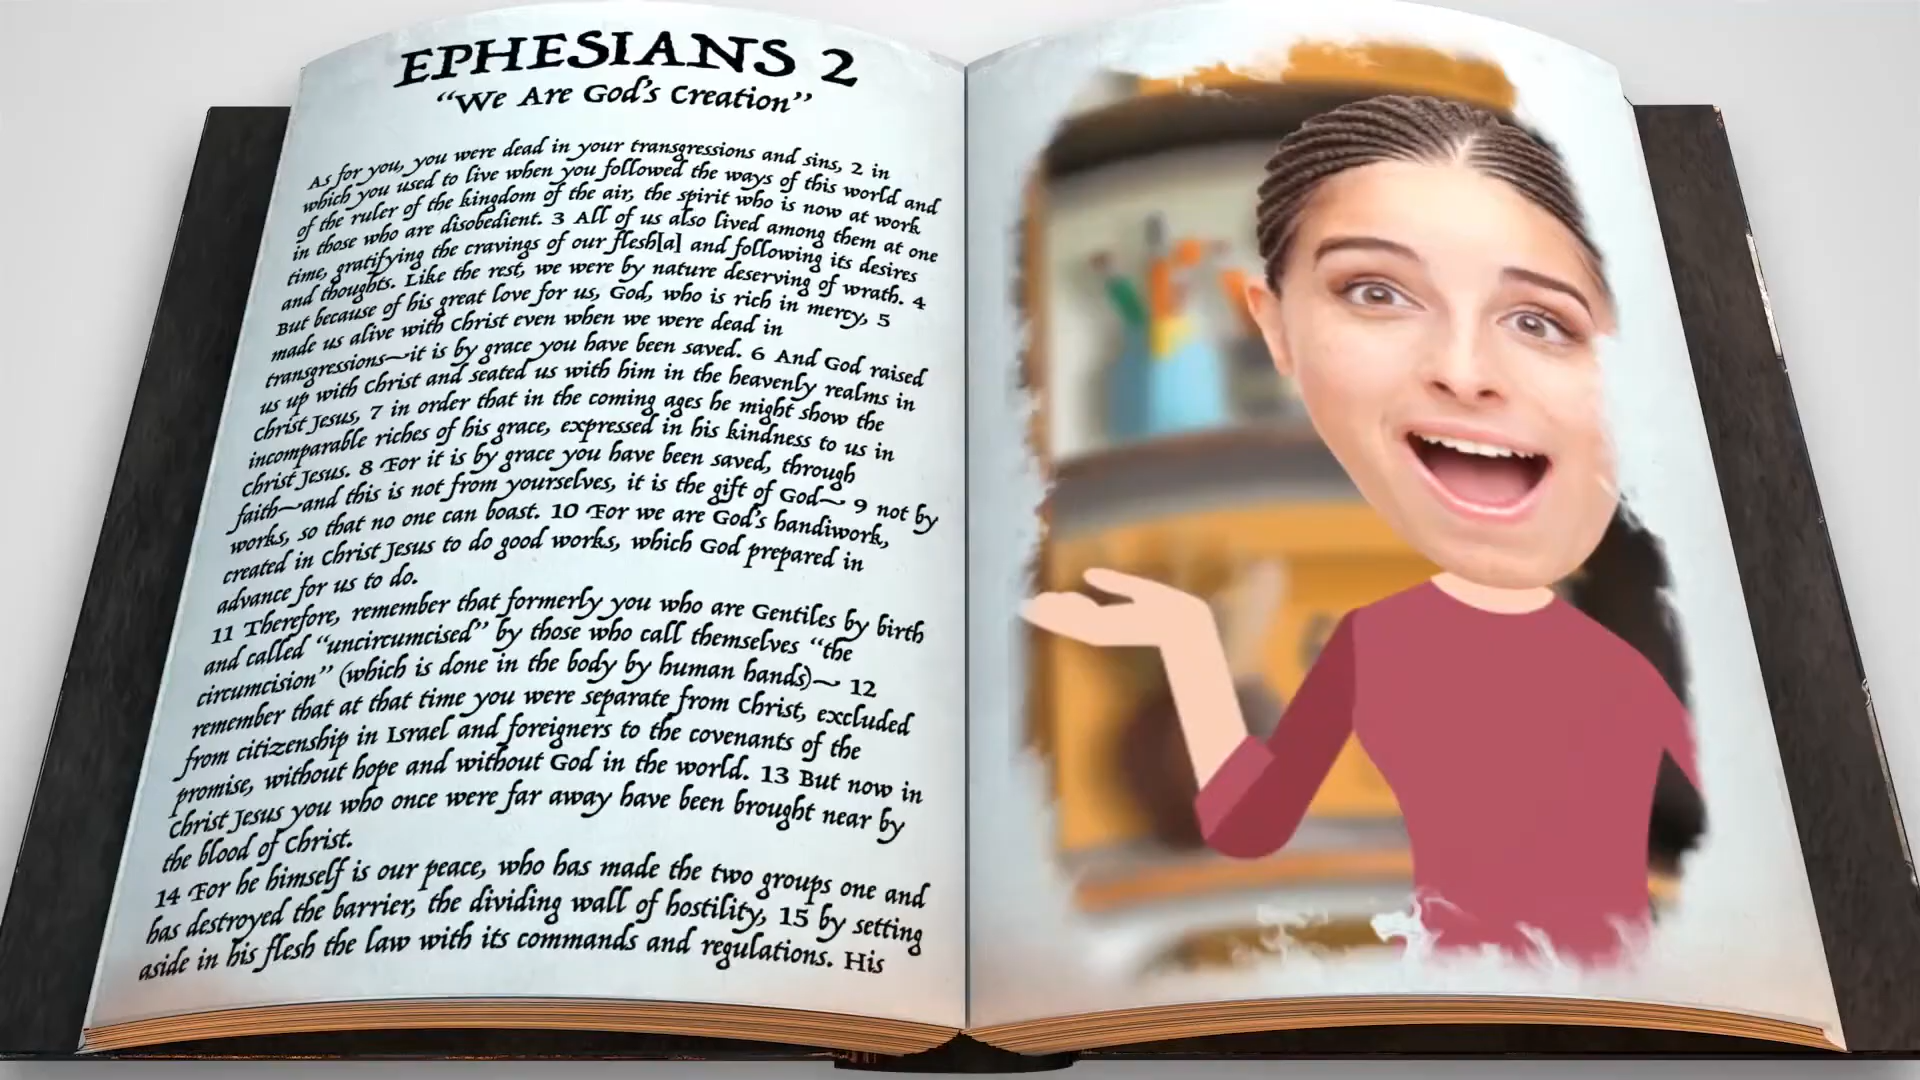 EPHESIANS 2
“We Are God’s Creation”
As for you, you were dead in your transgressions and sins, 2 in
which you used to live when you followed the ways of this world and
of the ruler of the kingdom of the air, the spirit who is now at work
in those who are disobedient. 3 All of us also lived among them at one
time, gratifying the cravings of our flesh[a] and following its desires
and thoughts. Like the rest, we were by nature deserving of wrath. 4
But because of his great love for us, God, who is rich in mercy, 5
made us alive with Christ even when we were dead in
transgressions—it is by grace you have been saved. 6 And God raised
us up with Christ and seated us with him in the heavenly realms in
Christ Jesus, 7 in order that in the coming ages he might show the
incomparable riches of his grace, expressed in his kindness to us in
Christ Jesus. 8 For it is by grace you have been saved, through
faith—and this is not from yourselves, it is the gift of God— 9 not by
works, so that no one can boast. 10 For we are God’s handiwork,
created in Christ Jesus to do good works, which God prepared in
advance for us to do.
11 Therefore, remember that formerly you who are Gentiles by birth
and called “uncircumcised” by those who call themselves “the
circumcision” (which is done in the body by human hands)— 12
remember that at that time you were separate from Christ, excluded
from citizenship in Israel and foreigners to the covenants of the
promise, without hope and without God in the world. 13 But now in
Christ Jesus you who once were far away have been brought near by
the blood of Christ.
14 For he himself is our peace, who has made the two groups one and
has destroyed the barrier, the dividing wall of hostility, 15 by setting
aside in his flesh the law with its commands and regulations. His